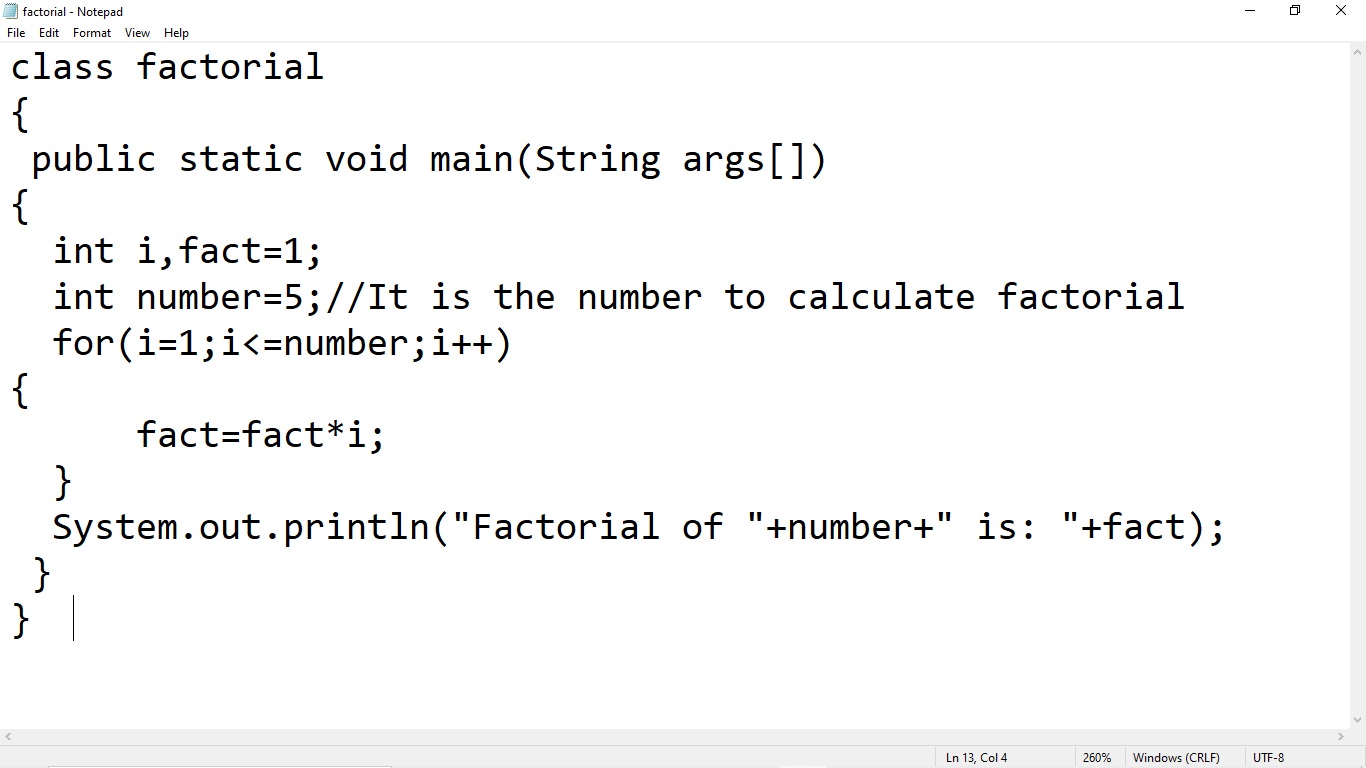 factorial - Notepad
File Edit Format View Help
class factorial
{
 public static void main(String args[])
{
  int i,fact=1;
  int number=5;//It is the number to calculate factorial
  for(i=1;i<=number;i++)
{
      fact=fact*i;
  }
  System.out.println("Factorial of "+number+" is: "+fact);
 }
}
Ln 13, Col 4 260% Windows (CRLF) UTF-8